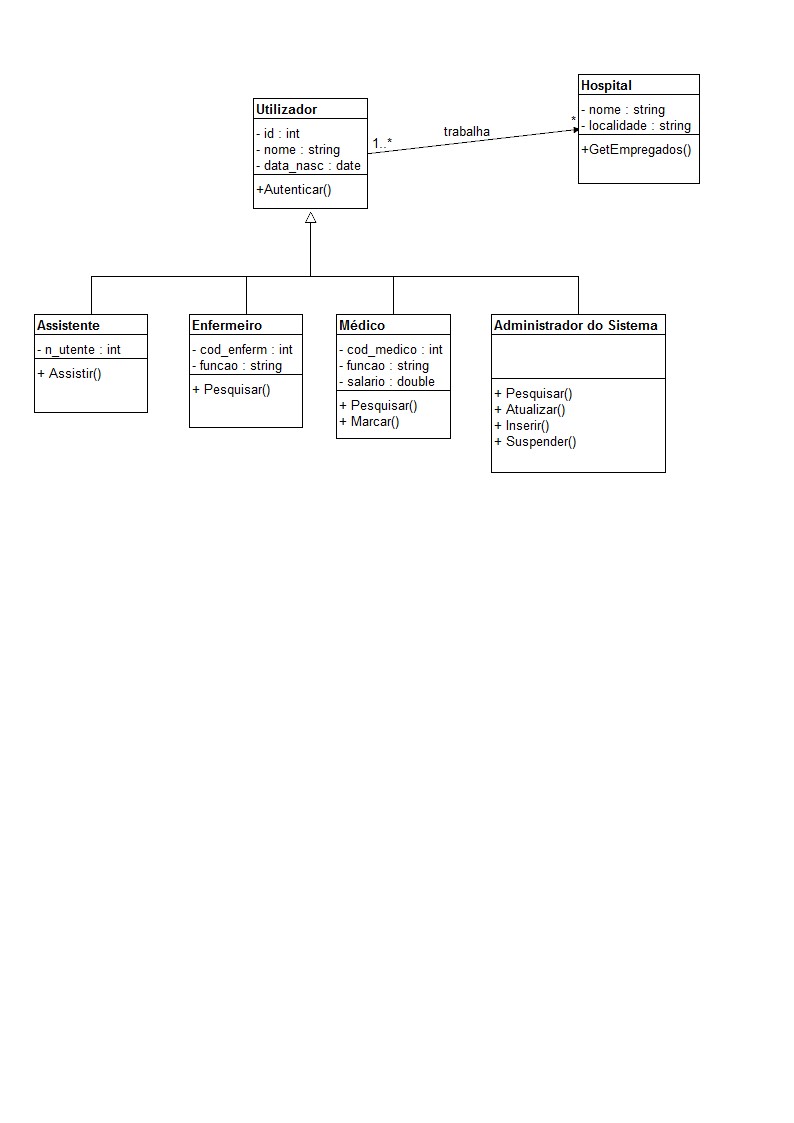 Hospital
- nome : string
- localidade : string
+GetEmpregados()
Utilizador
- id : int
- nome : string
- data_nasc : date
+Autenticar()
1..*
trabalha
*
Assistente
- n_utente : int
+ Assistir()
Enfermeiro
- cod_enferm : int
- funcao : string
+ Pesquisar()
Médico
- cod_medico : int
- funcao : string
- salario : double
+ Pesquisar()
+ Marcar()
Administrador do Sistema
+ Pesquisar()
+ Atualizar()
+ Inserir()
+ Suspender()